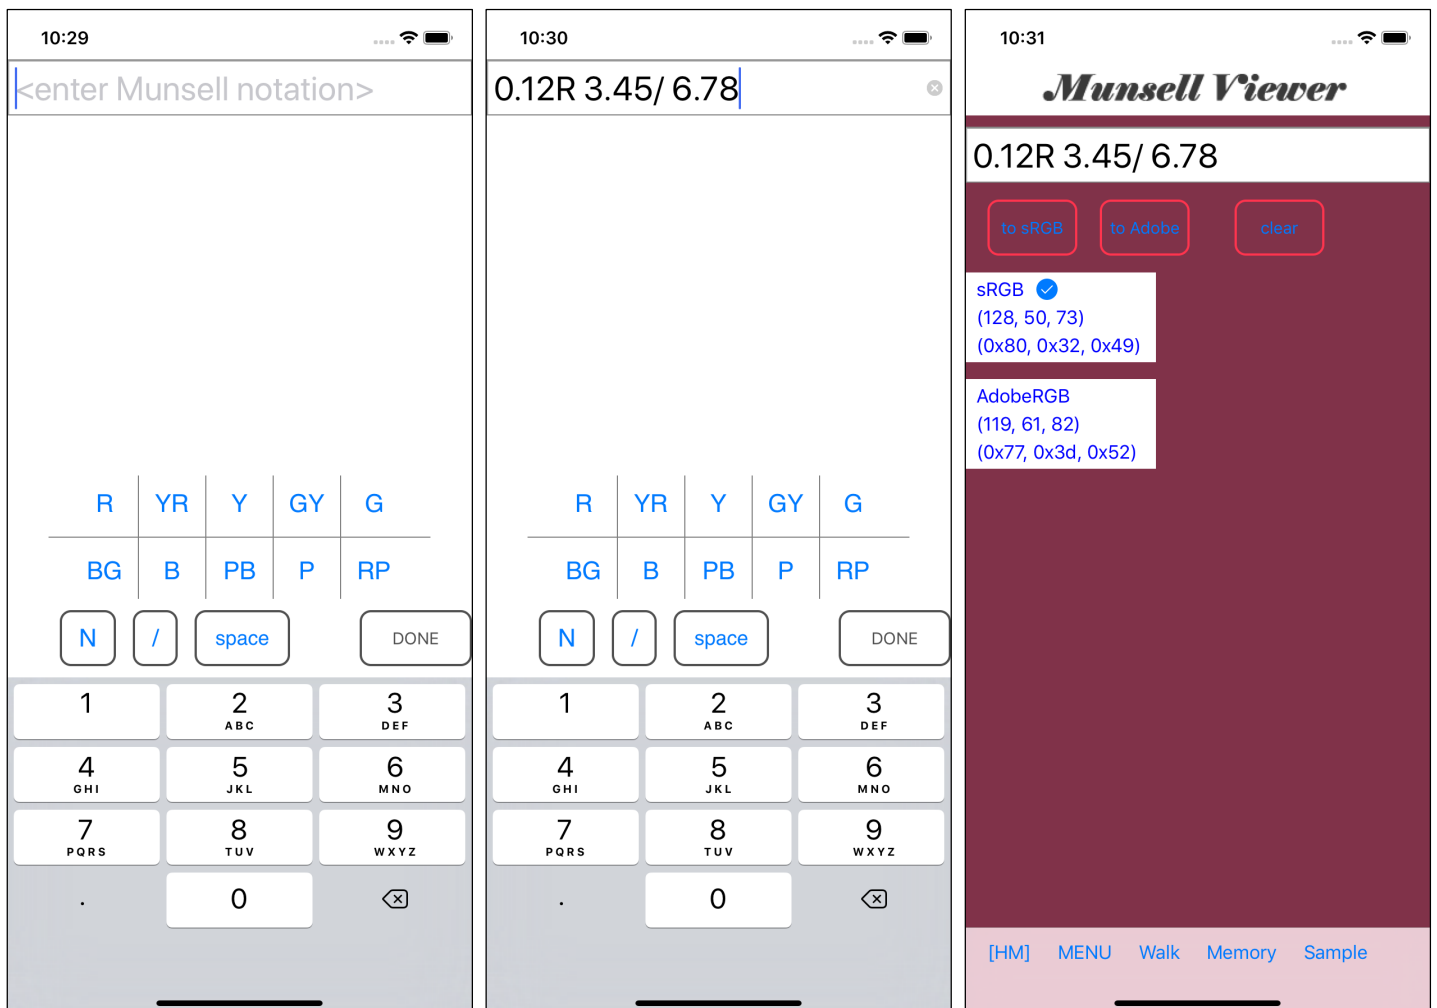 10:29
<enter Munsell notation>
R YR Y GY G
BG B PB P RP
N / space DONE
1 2 3
ABC DEF
4 5 6
GHI JKL MNO
7 8 9
PQRS TUV WXYZ
. 0
10:30
0.12R 3.45/ 6.78
R YR Y GY G
BG B PB P RP
N / space DONE
1 2 3
ABC DEF
4 5 6
GHI JKL MNO
7 8 9
PQRS TUV WXYZ
. 0
10:31
Munsell Viewer
0.12R 3.45/ 6.78
to sRGB to Adobe clear
sRGB
(128, 50, 73)
(0x80, 0x32, 0x49)
AdobeRGB
(119, 61, 82)
(0x77, 0x3d, 0x52)
[HM] MENU Walk Memory Sample